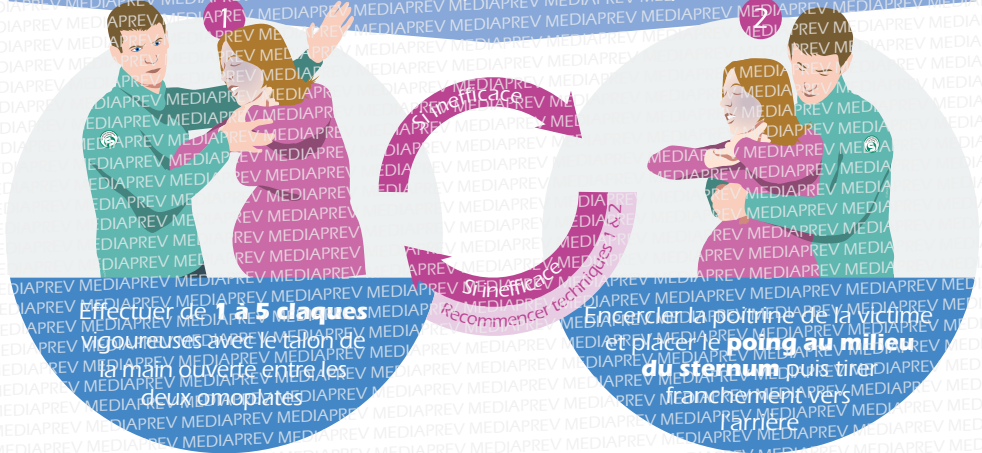 1
2
Si inefficace
Si inefficace
Recommencer techniques 1 & 2
Effectuer de 1 à 5 claques
vigoureuses avec le talon de
la main ouverte entre les
deux omoplates
Encercler la poitrine de la victime
et placer le poing au milieu
du sternum puis tirer
franchement vers
l'arrière
MEDIAPREV